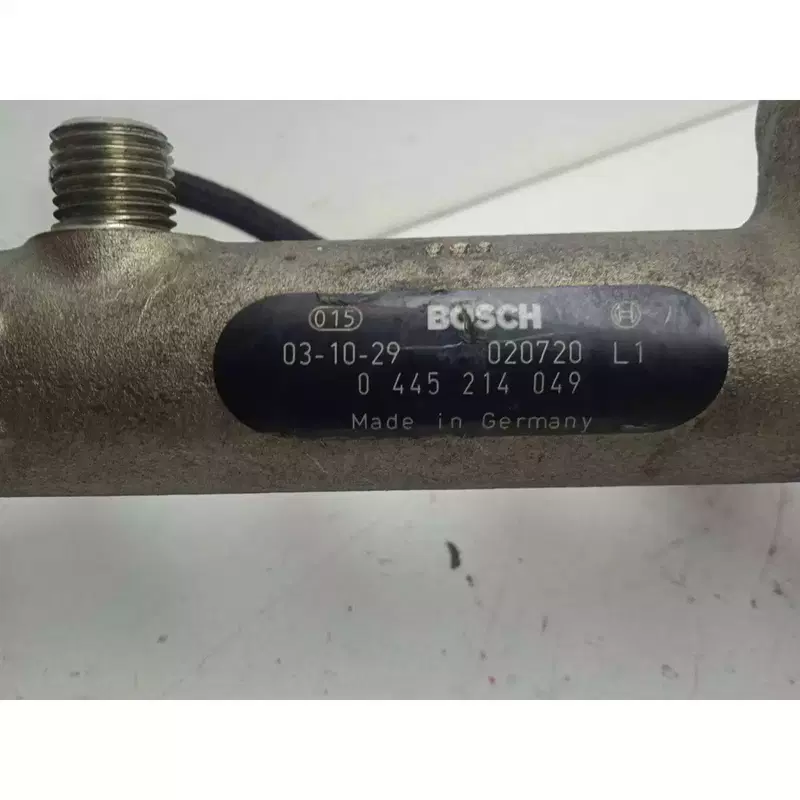 015 BOSCH
03-10-29 020720 L1
0 445 214 049
Made in Germany